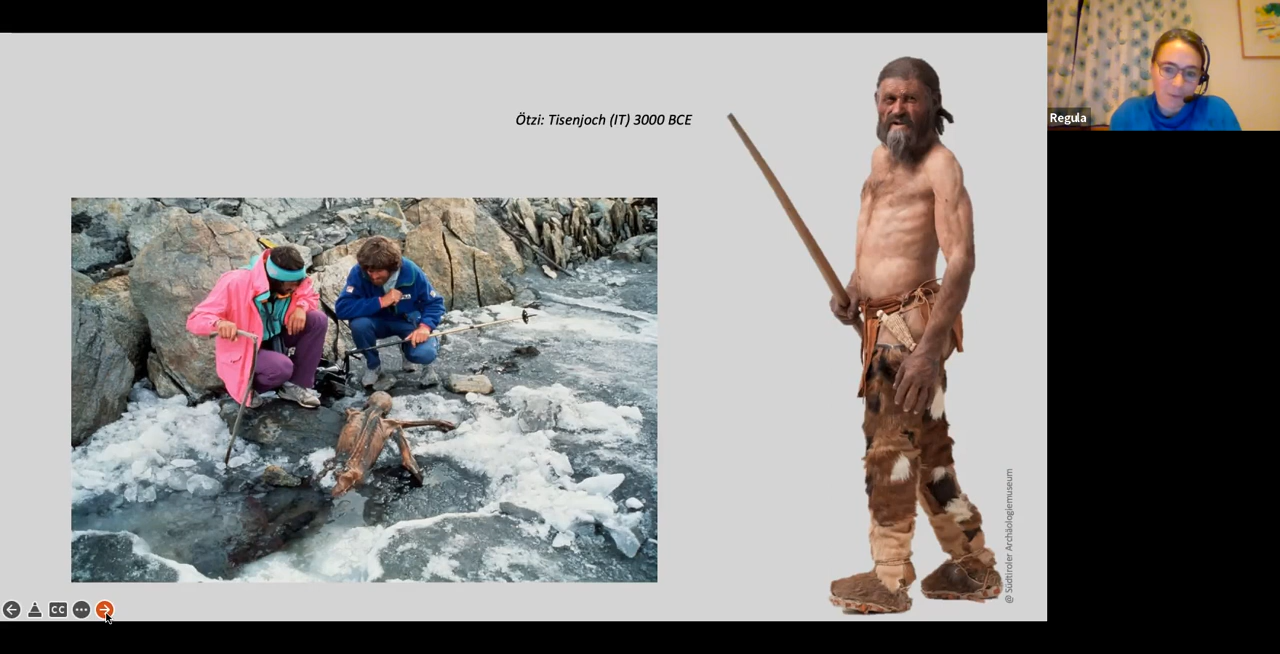 Ötzi: Tisenjoch (IT) 3000 BCE
Regula
@ Südtiroler Archäologiemuseum
CC